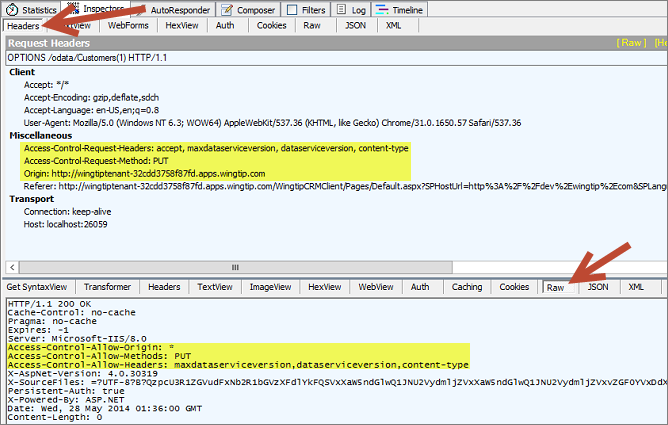 Statistics Inspectors AutoResponder Composer Filters Log Timeline
Headers WebForms HexView Auth Cookies Raw JSON XML
Request Headers [ Raw ]
OPTIONS /odata/Customers(1) HTTP/1.1
Client
Accept: */*
Accept-Encoding: gzip,deflate,sdch
Accept-Language: en-US,en;q=0.8
User-Agent: Mozilla/5.0 (Windows NT 6.3; WOW64) AppleWebKit/537.36 (KHTML, like Gecko) Chrome/31.0.1650.57 Safari/537.36
Miscellaneous
Access-Control-Request-Headers: accept, maxdataserviceversion, dataserviceversion, content-type
Access-Control-Request-Method: PUT
Origin: http://wingtiptenant-32cdd3758f87fd.apps.wingtip.com
Referer: http://wingtiptenant-32cdd3758f87fd.apps.wingtip.com/WingtipCRMClient/Pages/Default.aspx?SPHostUrl=http%3A%2F%2Fdev%2Ewingtip%2Ecom&SPLang
Transport
Connection: keep-alive
Host: localhost:26059
Get SyntaxView Transformer Headers TextView ImageView HexView WebView Auth Caching Cookies Raw JSON XML
HTTP/1.1 200 OK
Cache-Control: no-cache
Pragma: no-cache
Expires: -1
Server: Microsoft-IIS/8.0
Access-Control-Allow-Origin: *
Access-Control-Allow-Methods: PUT
Access-Control-Allow-Headers: maxdataserviceversion,dataserviceversion,content-type
X-AspNet-Version: 4.0.30319
X-SourceFiles:
Persistent-Auth: true
X-Powered-By: ASP.NET
Date: Wed, 28 May 2014 01:36:00 GMT
Content-Length: 0